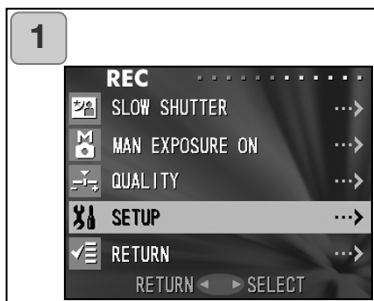 1
REC
SLOW SHUTTER
MAN EXPOSURE ON
QUALITY
SETUP
RETURN
RETURN ◄ ► SELECT